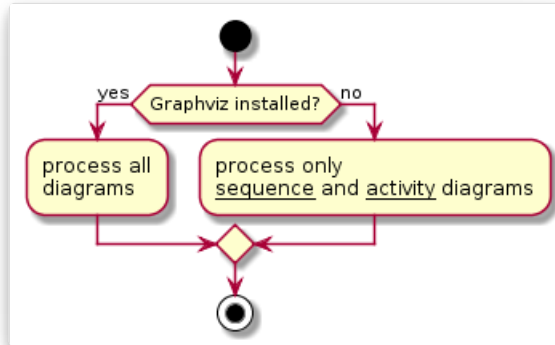 yes
Graphviz installed?
no
process all
diagrams
process only
sequence and activity diagrams